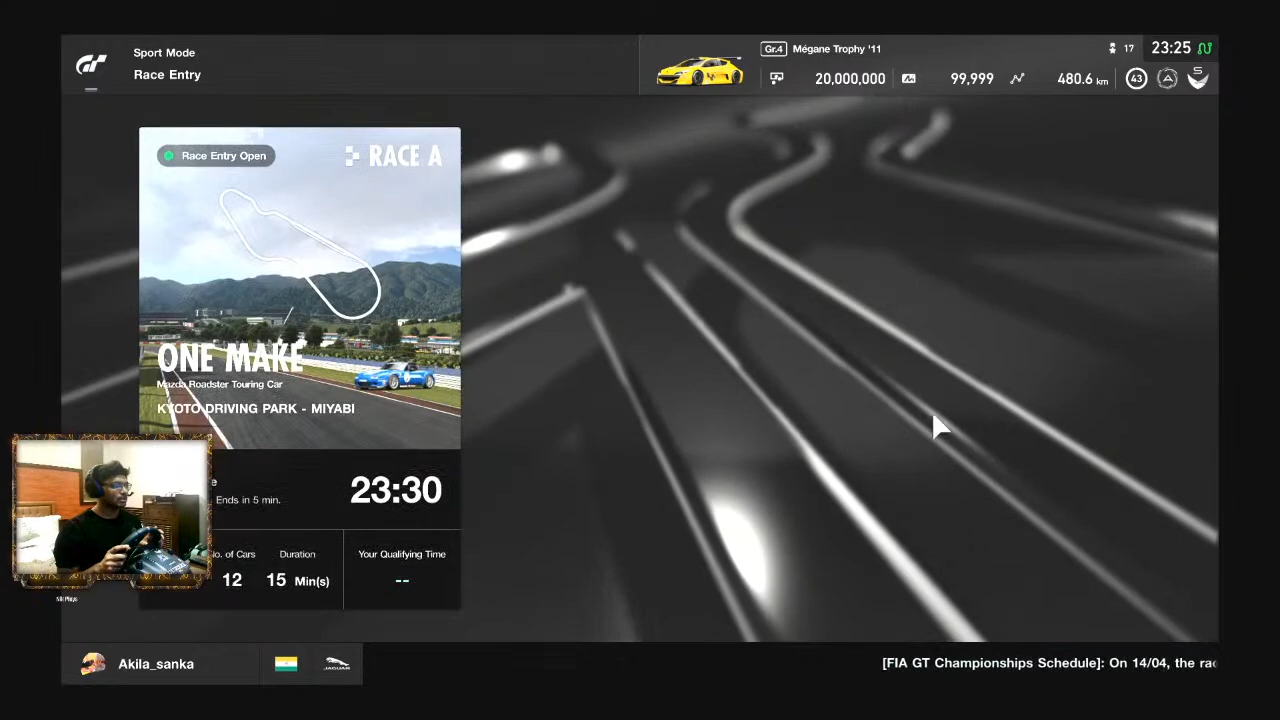 Sport Mode
Race Entry
Gr.4 Mégane Trophy '11
17
23:25
20,000,000
99,999
480.6 km
43
A
S
Race Entry Open
RACE A
ONE MAKE
Mazda Roadster Touring Car
KYOTO DRIVING PARK - MIYABI
Ends in 5 min.
23:30
No. of Cars
Duration
Your Qualifying Time
12
15 Min(s)
--
Akila_sanka
JAGUAR
[FIA GT Championships Schedule]: On 14/04, the rac